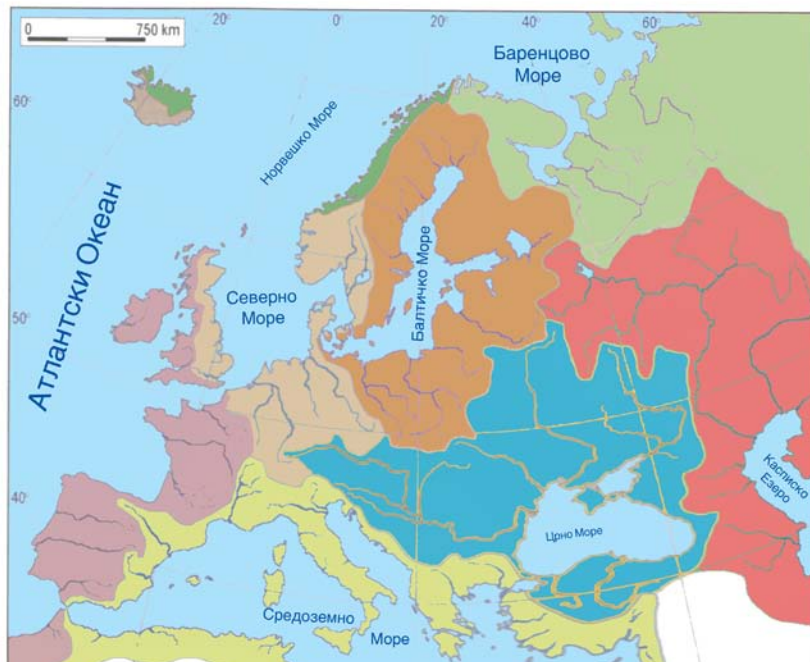 0 750 km
20°
0°
20°
40°
60°
60°
50°
40°
Баренцово
Море
Норвешко Море
Атлантски Океан
Северно
Море
Балтичко Море
Касписко
Езеро
Црно Море
Средоземно
Море